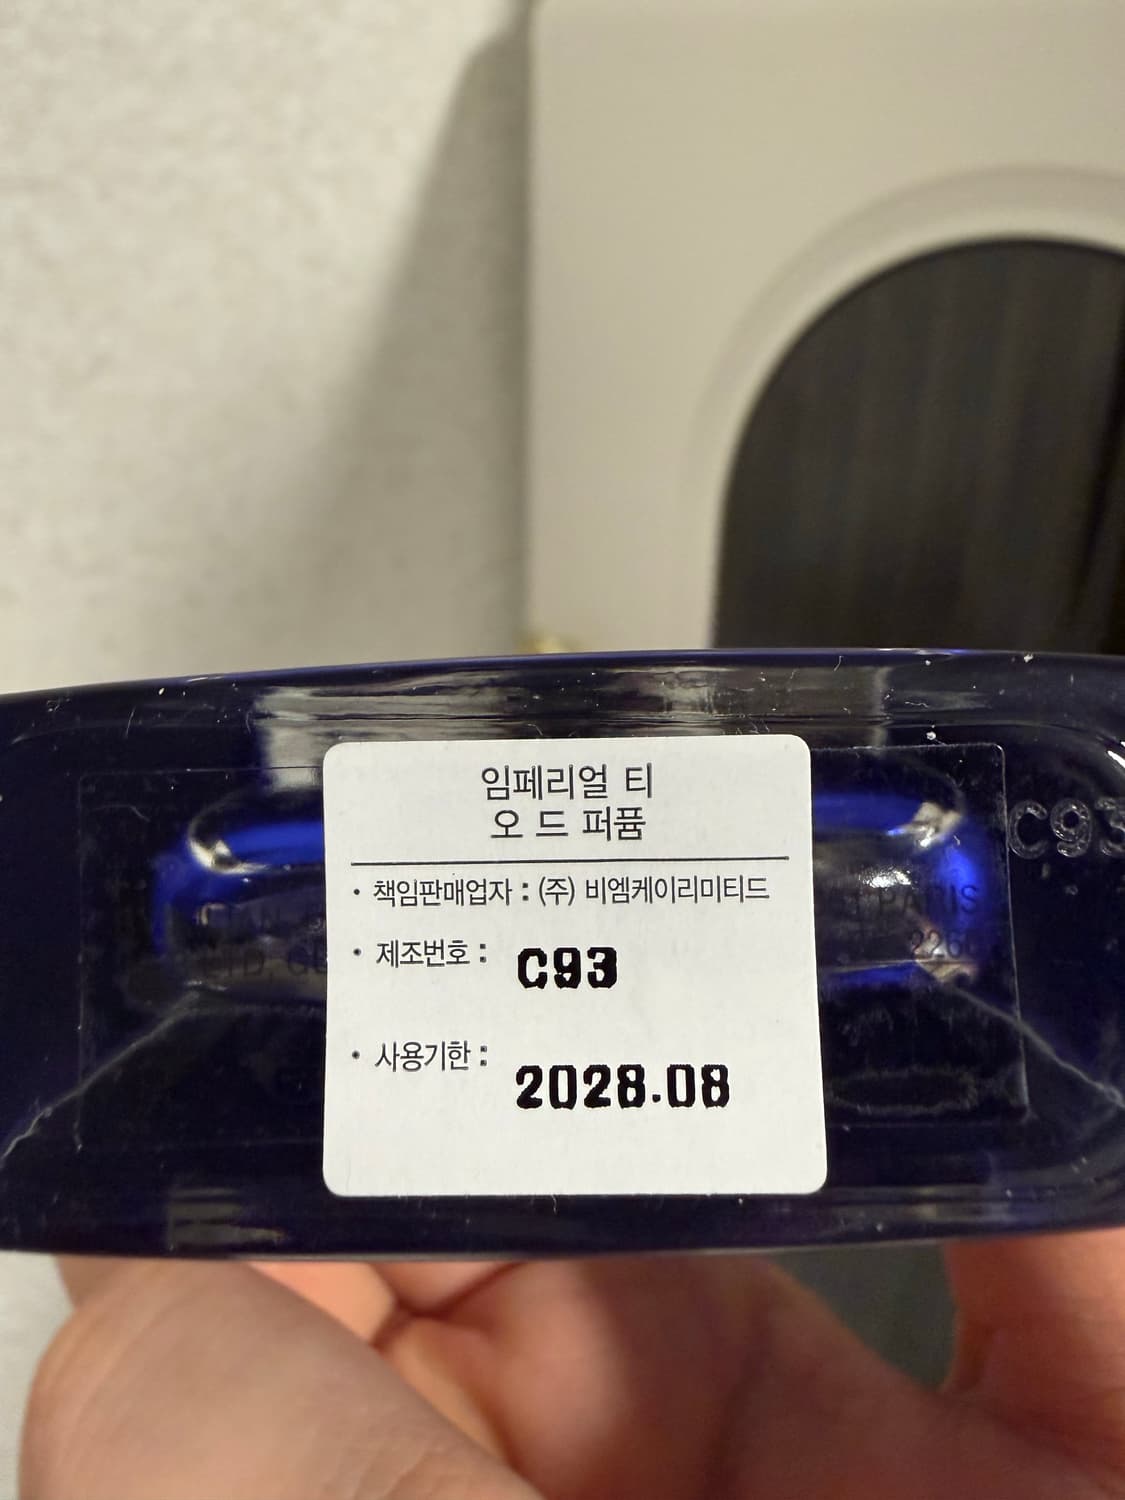 임페리얼 티
오 드 퍼퓸
• 책임판매업자 : (주) 비엠케이리미티드
• 제조번호 : C93
• 사용기한 : 2028.08
C93
PARIS